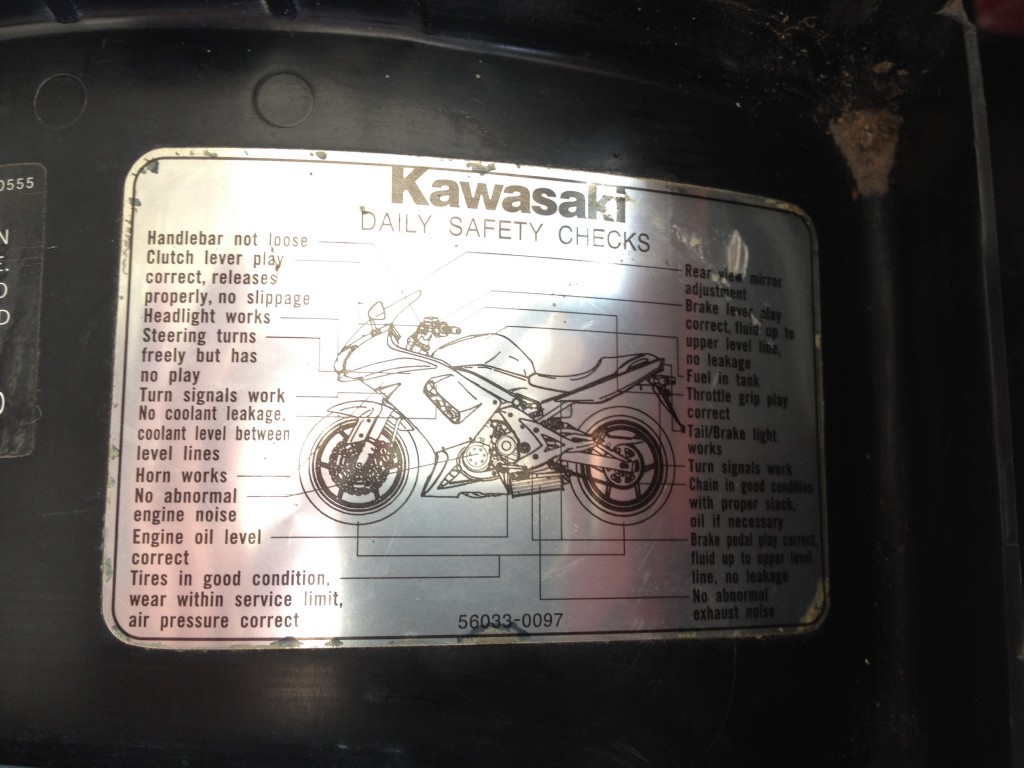 Kawasaki
DAILY SAFETY CHECKS
Handlebar not loose
Clutch lever play
correct, releases
properly, no slippage
Headlight works
Steering turns
freely but has
no play
Turn signals work
No coolant leakage,
coolant level between
level lines
Horn works
No abnormal
engine noise
Engine oil level
correct
Tires in good condition,
wear within service limit,
air pressure correct
Rear view mirror
adjustment
Brake lever play
correct, fluid up to
upper level line,
no leakage
Fuel in tank
Throttle grip play
correct
Tail/Brake light
works
Turn signals work
Chain in good condition
with proper slack,
oil if necessary
Brake pedal play correct,
fluid up to upper level
line, no leakage
No abnormal
exhaust noise
56033-0097
0555
N
E.
D